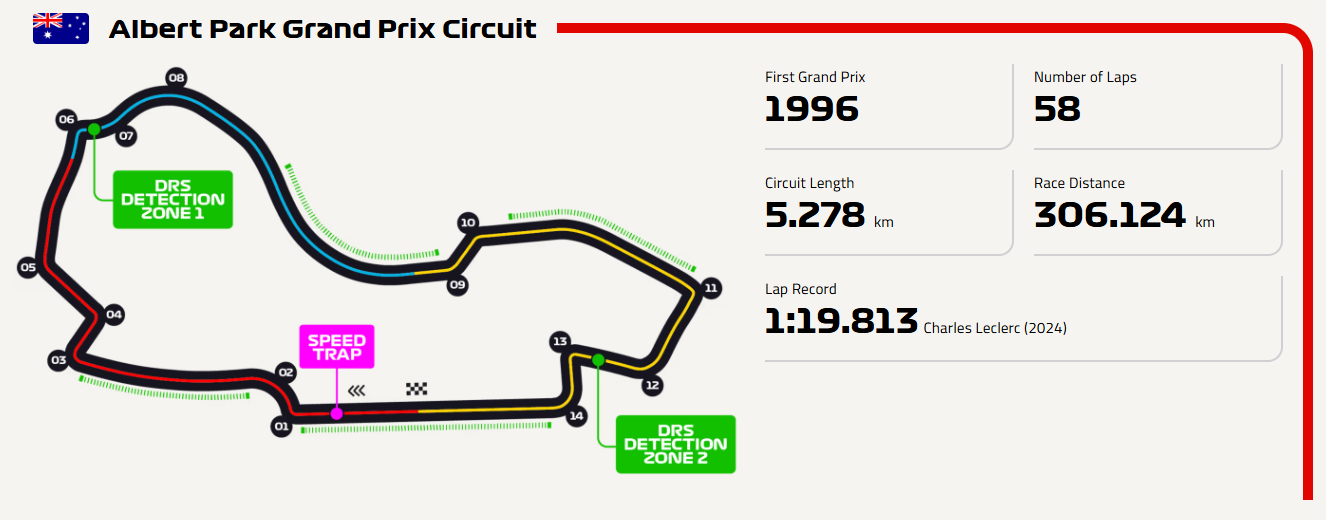 Albert Park Grand Prix Circuit
First Grand Prix
1996
Number of Laps
58
Circuit Length
5.278 km
Race Distance
306.124 km
Lap Record
1:19.813 Charles Leclerc (2024)
08
06
07
DRS
DETECTION
ZONE 1
10
05
09
11
04
SPEED
TRAP
13
03
02
12
01
14
DRS
DETECTION
ZONE 2